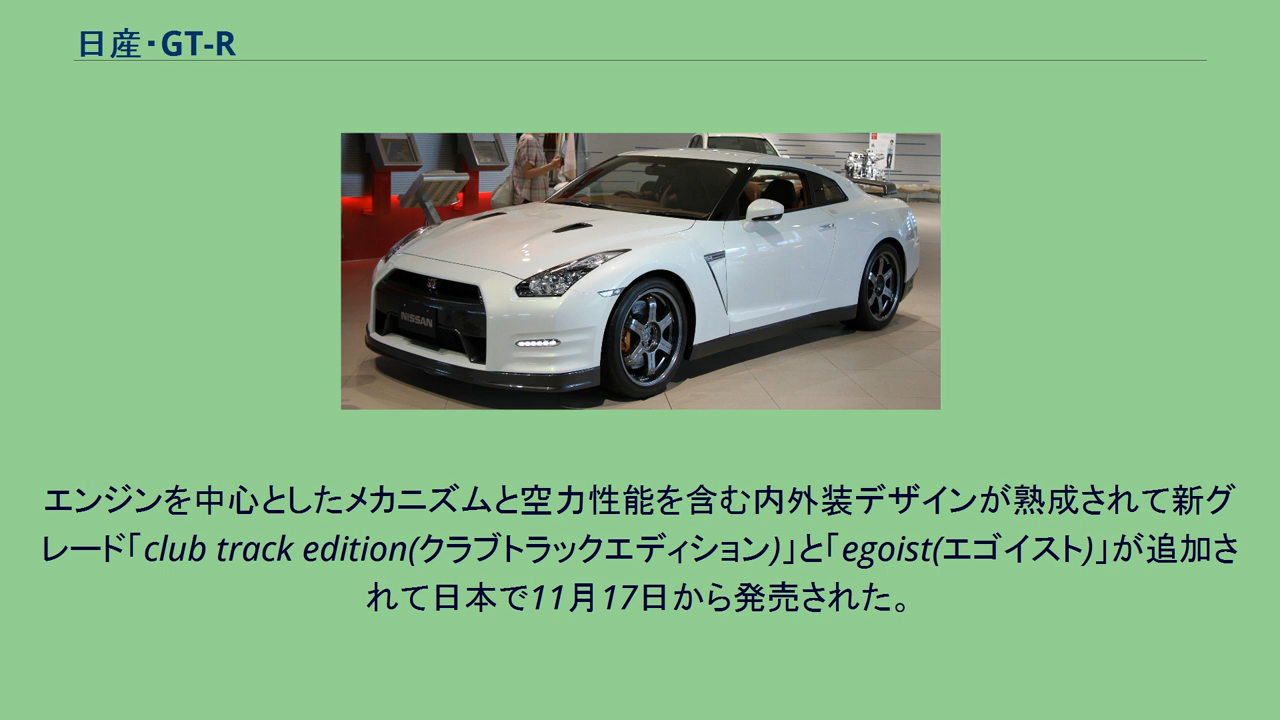 日産・GT-R
NISSAN
エンジンを中心としたメカニズムと空力性能を含む内外装デザインが熟成されて新グ
レード「club track edition(クラブトラックエディション)」と「egoist(エゴイスト)」が追加さ
れて日本で11月17日から発売された。